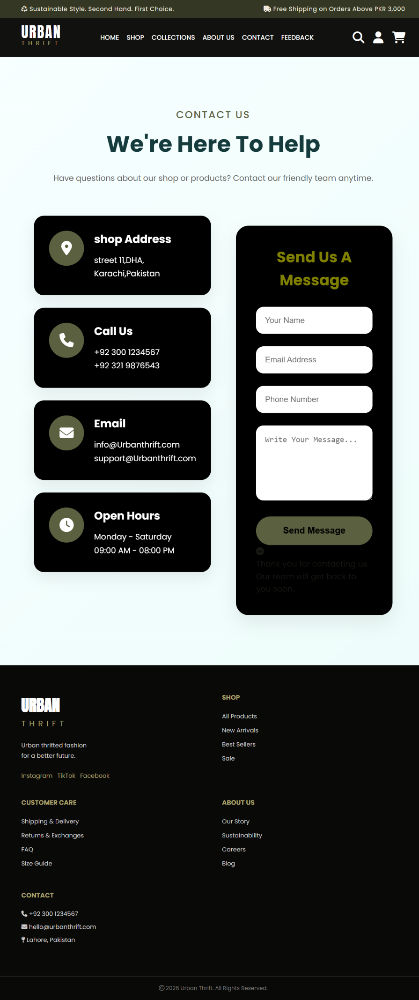 Sustainable Style. Second Hand. First Choice.
Free Shipping on Orders Above PKR 3,000
URBAN
THRIFT
HOME SHOP COLLECTIONS ABOUT US CONTACT FEEDBACK
CONTACT US
We're Here To Help
Have questions about our shop or products? Contact our friendly team anytime.
shop Address
street 11,DHA,
Karachi,Pakistan
Call Us
+92 300 1234567
+92 321 9876543
Email
info@Urbanthrift.com
support@Urbanthrift.com
Open Hours
Monday - Saturday
09:00 AM - 08:00 PM
Send Us A
Message
Your Name
Email Address
Phone Number
Write Your Message...
Send Message
Thank you for contacting us.
Our team will get back to
you soon.
URBAN
THRIFT
Urban thrifted fashion
for a better future.
Instagram TikTok Facebook
SHOP
All Products
New Arrivals
Best Sellers
Sale
CUSTOMER CARE
Shipping & Delivery
Returns & Exchanges
FAQ
Size Guide
ABOUT US
Our Story
Sustainability
Careers
Blog
CONTACT
+92 300 1234567
hello@urbanthrift.com
Lahore, Pakistan
© 2026 Urban Thrift. All Rights Reserved.